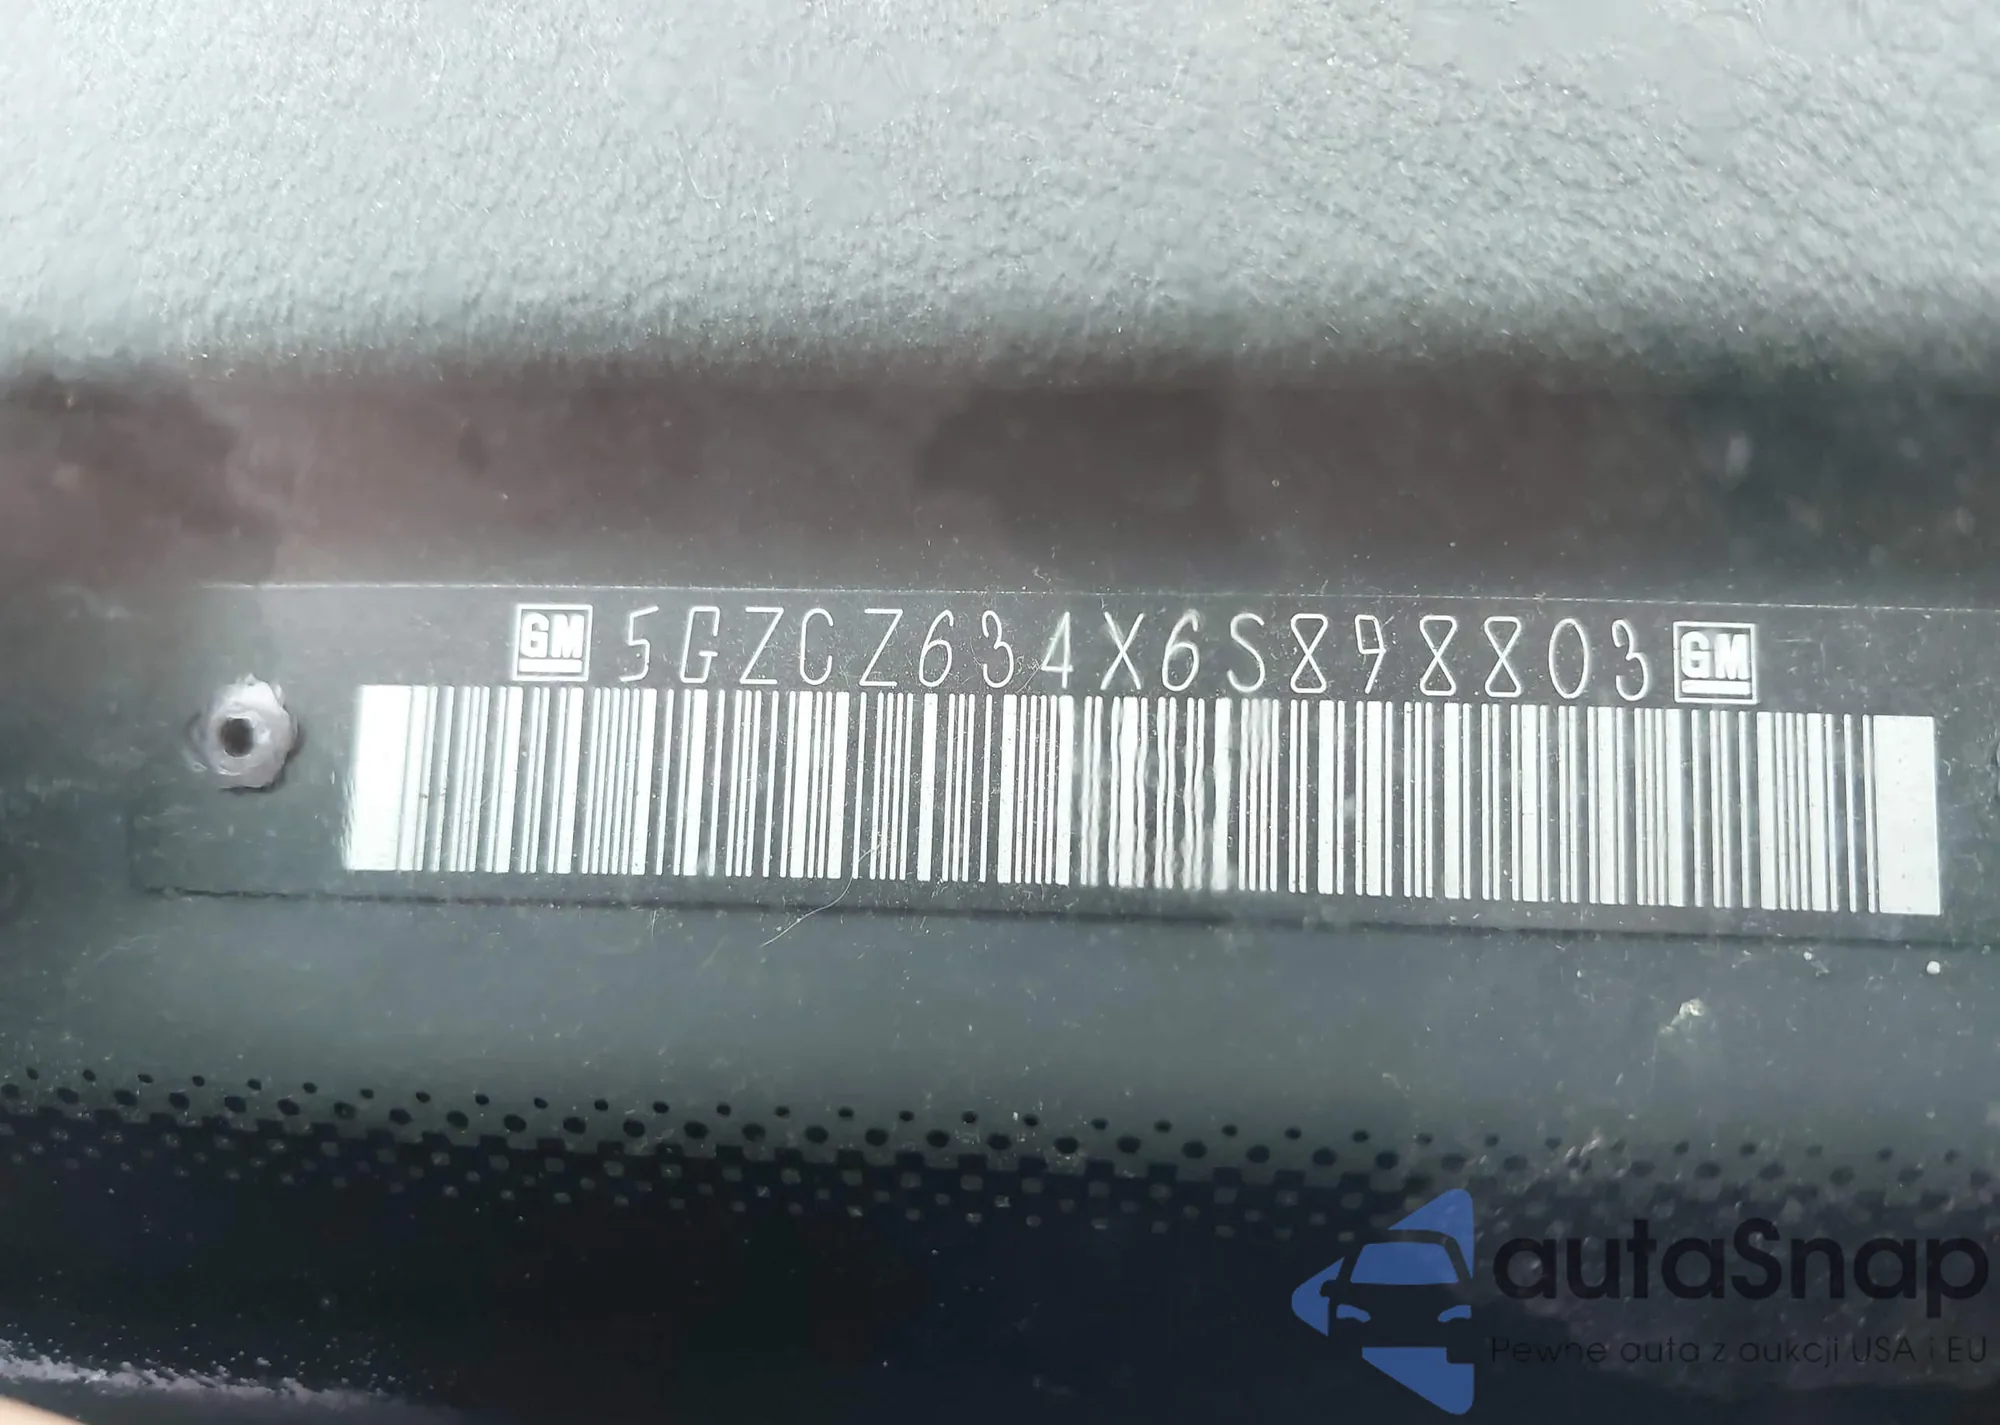 GM 5GZCZ634X6S898803 GM
autaSnap
Pewne auta z aukcji USA i EU